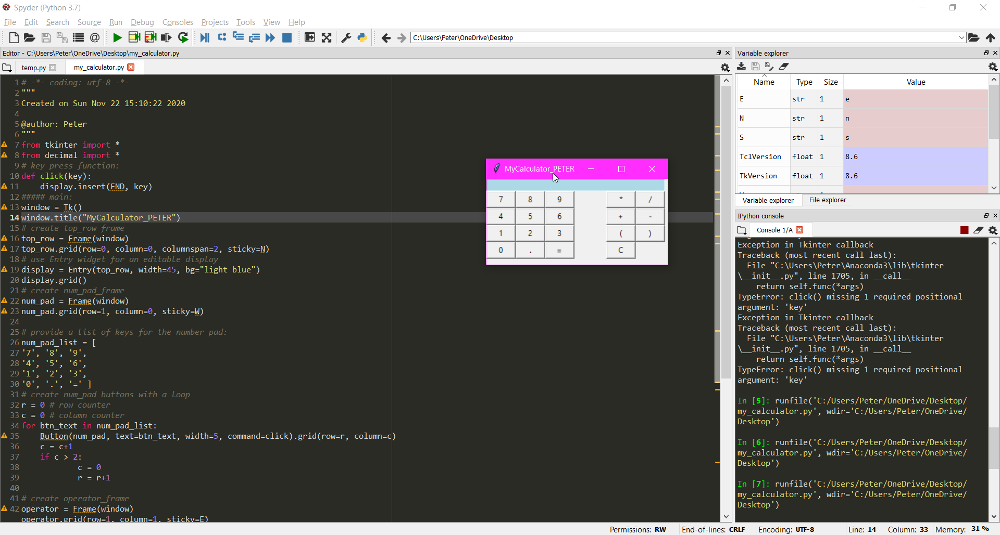 Spyder (Python 3.7)
File Edit Search Source Run Debug Consoles Projects Tools View Help
C:\Users\Peter\OneDrive\Desktop
Editor - C:\Users\Peter\OneDrive\Desktop\my_calculator.py
temp.py my_calculator.py
1 # -*- coding: utf-8 -*-
2 """
3 Created on Sun Nov 22 15:10:22 2020
4
5 @author: Peter
6 """
7 from tkinter import *
8 from decimal import *
9 # key press function:
10 def click(key):
11     display.insert(END, key)
12 ##### main:
13 window = Tk()
14 window.title("MyCalculator_PETER")
15 # create top_row frame
16 top_row = Frame(window)
17 top_row.grid(row=0, column=0, columnspan=2, sticky=N)
18 # use Entry widget for an editable display
19 display = Entry(top_row, width=45, bg="light blue")
20 display.grid()
21 # create num_pad_frame
22 num_pad = Frame(window)
23 num_pad.grid(row=1, column=0, sticky=W)
24
25 # provide a list of keys for the number pad:
26 num_pad_list = [
27 '7', '8', '9',
28 '4', '5', '6',
29 '1', '2', '3',
30 '0', '.', '=' ]
31 # create num_pad buttons with a loop
32 r = 0 # row counter
33 c = 0 # column counter
34 for btn_text in num_pad_list:
35     Button(num_pad, text=btn_text, width=5, command=click).grid(row=r, column=c)
36     c = c+1
37     if c > 2:
38             c = 0
39             r = r+1
40
41 # create operator_frame
42 operator = Frame(window)
operator.grid(row=1, column=1, sticky=E)
MyCalculator_PETER
7 8 9 * /
4 5 6 + -
1 2 3 ( )
0 . = C
Variable explorer
Name Type Size Value
E str 1 e
N str 1 n
S str 1 s
TclVersion float 1 8.6
TkVersion float 1 8.6
Variable explorer File explorer
IPython console
Console 1/A
Exception in Tkinter callback
Traceback (most recent call last):
  File "C:\Users\Peter\Anaconda3\lib\tkinter
\__init__.py", line 1705, in __call__
    return self.func(*args)
TypeError: click() missing 1 required positional
argument: 'key'
Exception in Tkinter callback
Traceback (most recent call last):
  File "C:\Users\Peter\Anaconda3\lib\tkinter
\__init__.py", line 1705, in __call__
    return self.func(*args)
TypeError: click() missing 1 required positional
argument: 'key'
In [5]: runfile('C:/Users/Peter/OneDrive/Desktop/
my_calculator.py', wdir='C:/Users/Peter/OneDrive/
Desktop')
In [6]: runfile('C:/Users/Peter/OneDrive/Desktop/
my_calculator.py', wdir='C:/Users/Peter/OneDrive/
Desktop')
In [7]: runfile('C:/Users/Peter/OneDrive/Desktop/
my_calculator.py', wdir='C:/Users/Peter/OneDrive/
Desktop')
Permissions: RW End-of-lines: CRLF Encoding: UTF-8 Line: 14 Column: 33 Memory: 31 %